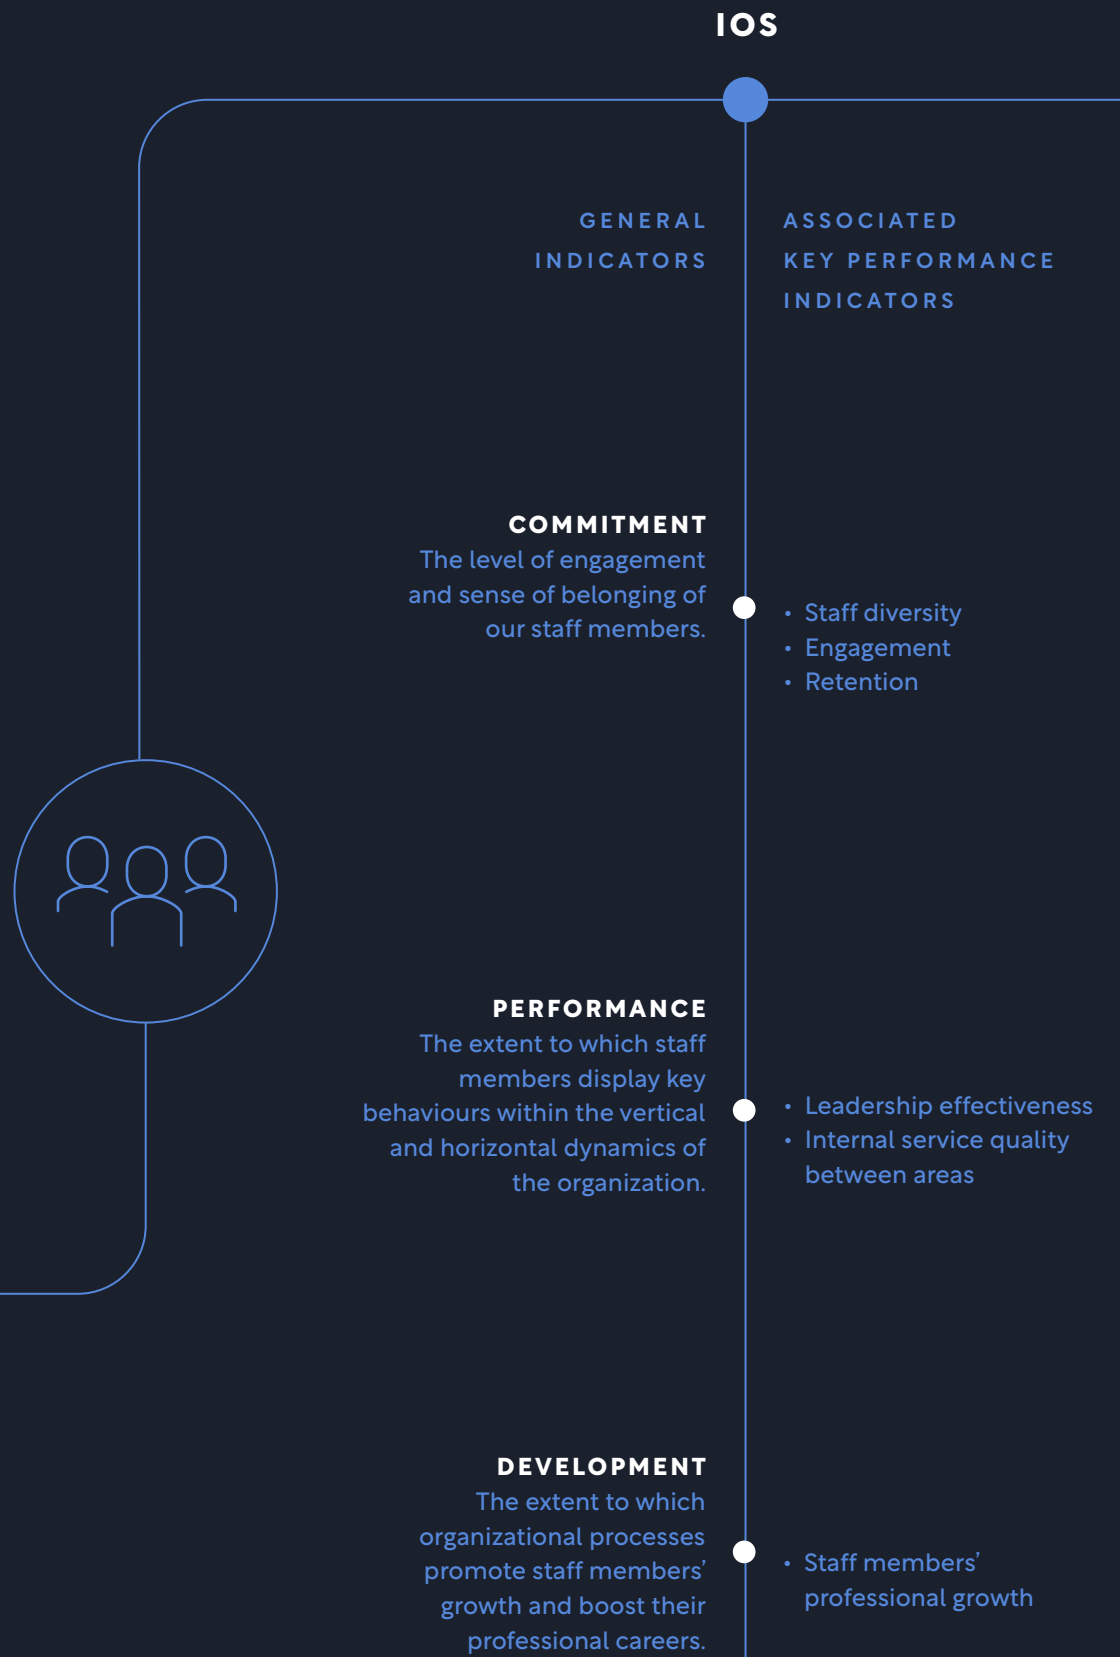 IOS
GENERAL
INDICATORS
ASSOCIATED
KEY PERFORMANCE
INDICATORS
COMMITMENT
The level of engagement
and sense of belonging of
our staff members.
• Staff diversity
• Engagement
• Retention
PERFORMANCE
The extent to which staff
members display key
behaviours within the vertical
and horizontal dynamics of
the organization.
• Leadership effectiveness
• Internal service quality
between areas
DEVELOPMENT
The extent to which
organizational processes
promote staff members’
growth and boost their
professional careers.
• Staff members’
professional growth